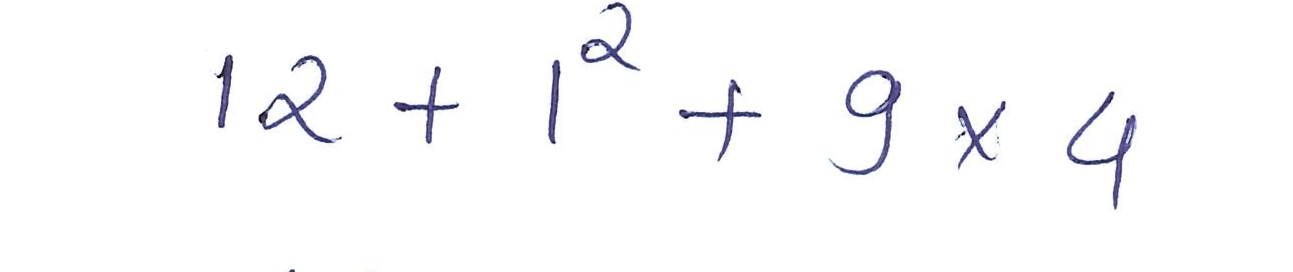 12 + 1² + 9 × 4